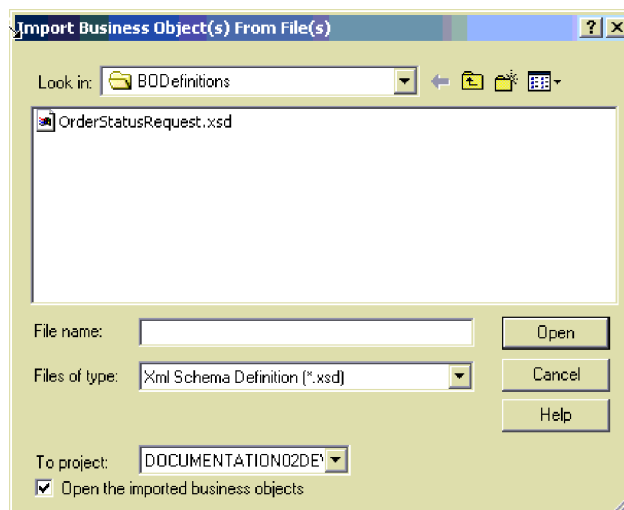 Import Business Object(s) From File(s)
Look in: BODefinitions
OrderStatusRequest.xsd
File name:
Open
Files of type: Xml Schema Definition (*.xsd)
Cancel
Help
To project: DOCUMENTATION02DE
Open the imported business objects